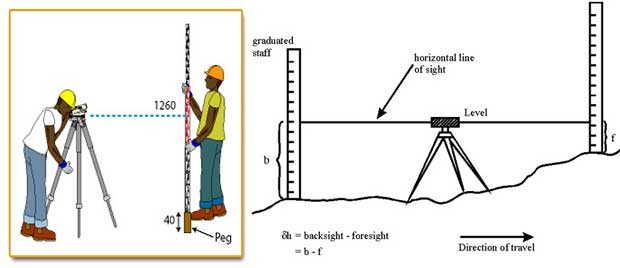 1260
40
Peg
graduated
staff
horizontal line
of sight
Level
b
f
δh = backsight - foresight
= b - f
Direction of travel